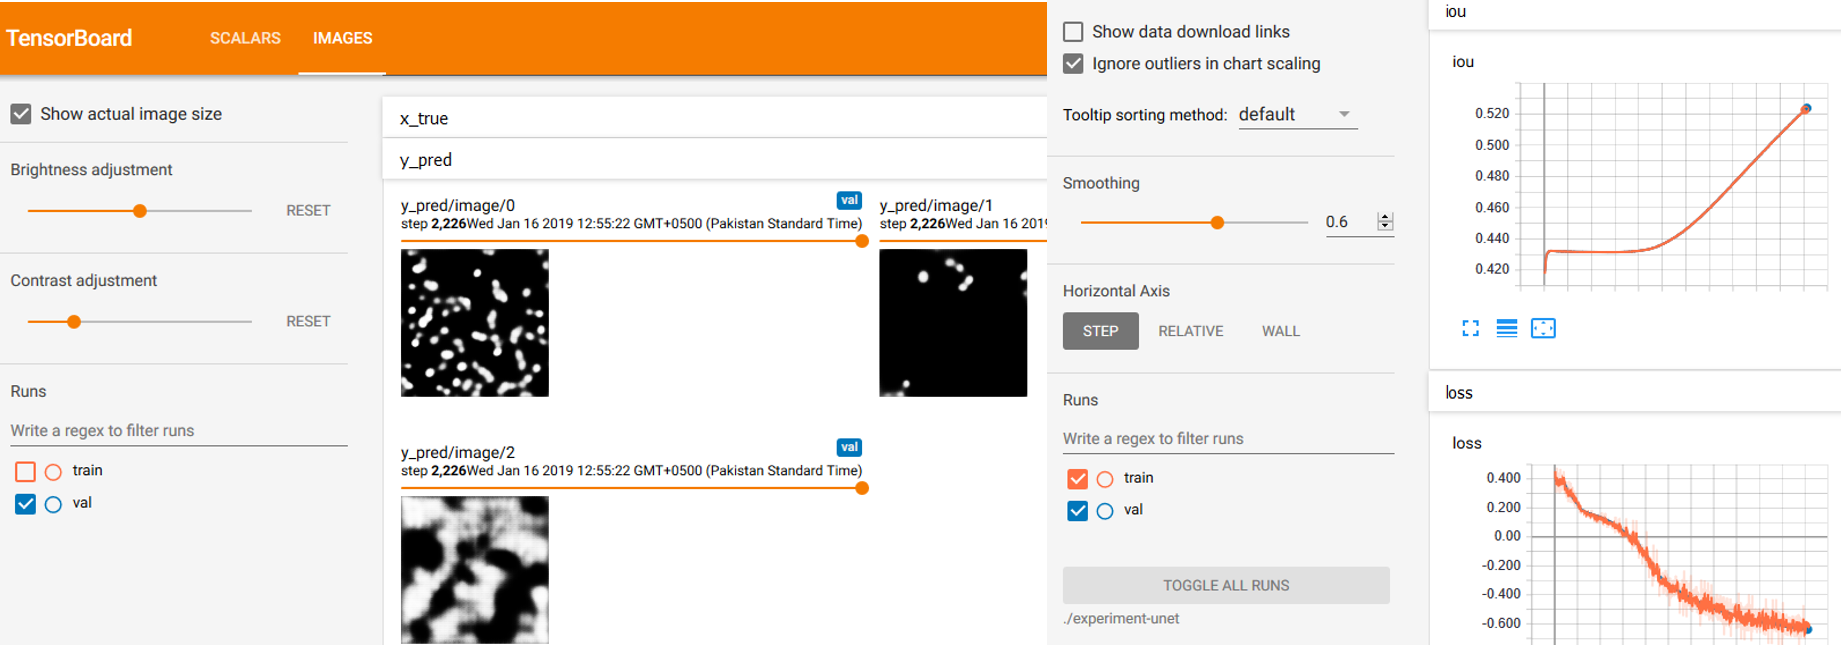 TensorBoard
SCALARS
IMAGES
Show actual image size
Brightness adjustment
RESET
Contrast adjustment
RESET
Runs
Write a regex to filter runs
train
val
x_true
y_pred
y_pred/image/0
val
step 2,226Wed Jan 16 2019 12:55:22 GMT+0500 (Pakistan Standard Time)
y_pred/image/1
step 2,226Wed Jan 16 201
y_pred/image/2
val
step 2,226Wed Jan 16 2019 12:55:22 GMT+0500 (Pakistan Standard Time)
Show data download links
Ignore outliers in chart scaling
Tooltip sorting method: default
Smoothing
0.6
Horizontal Axis
STEP
RELATIVE
WALL
Runs
Write a regex to filter runs
train
val
TOGGLE ALL RUNS
./experiment-unet
iou
iou
0.520
0.500
0.480
0.460
0.440
0.420
loss
loss
0.400
0.200
0.00
-0.200
-0.400
-0.600